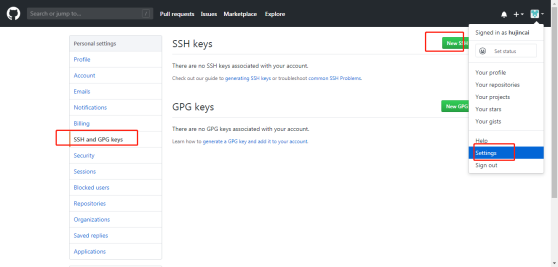 Search or jump to...
/
Pull requests Issues Marketplace Explore
Signed in as hujincai
Set status
Your profile
Your repositories
Your projects
Your stars
Your gists
Help
Settings
Sign out
Personal settings
Profile
Account
Emails
Notifications
Billing
SSH and GPG keys
Security
Sessions
Blocked users
Repositories
Organizations
Saved replies
Applications
SSH keys
New SSH
There are no SSH keys associated with your account.
Check out our guide to generating SSH keys or troubleshoot common SSH Problems.
GPG keys
New GPG
There are no GPG keys associated with your account.
Learn how to generate a GPG key and add it to your account.